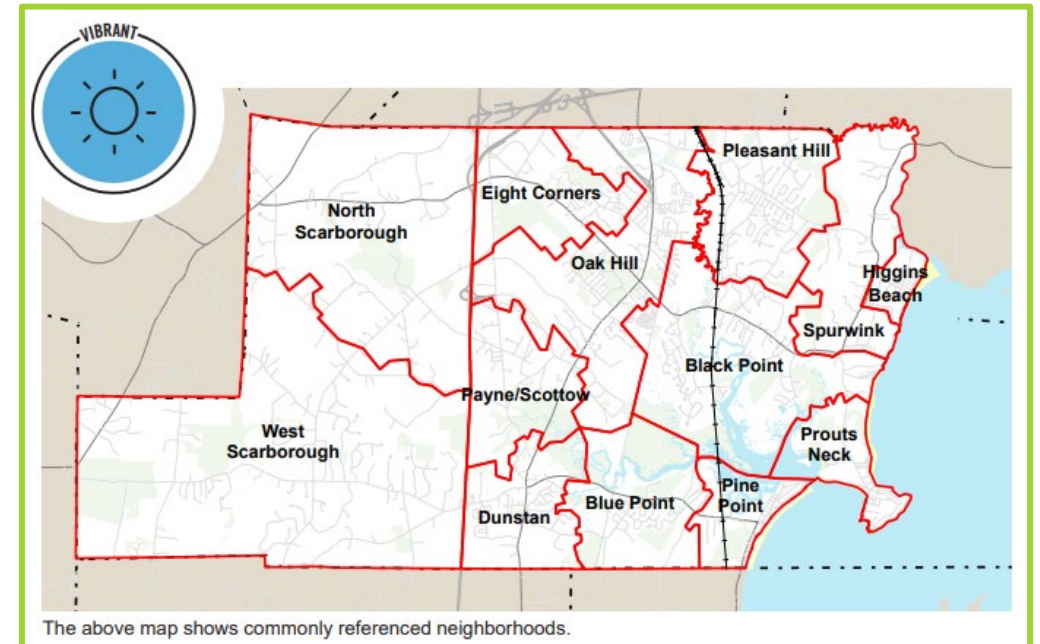 VIBRANT
Pleasant Hill
Eight Corners
North
Scarborough
Oak Hill
Higgins
Beach
Spurwink
Black Point
Payne/Scottow
West
Scarborough
Prouts
Neck
Pine
Point
Blue Point
Dunstan
The above map shows commonly referenced neighborhoods.